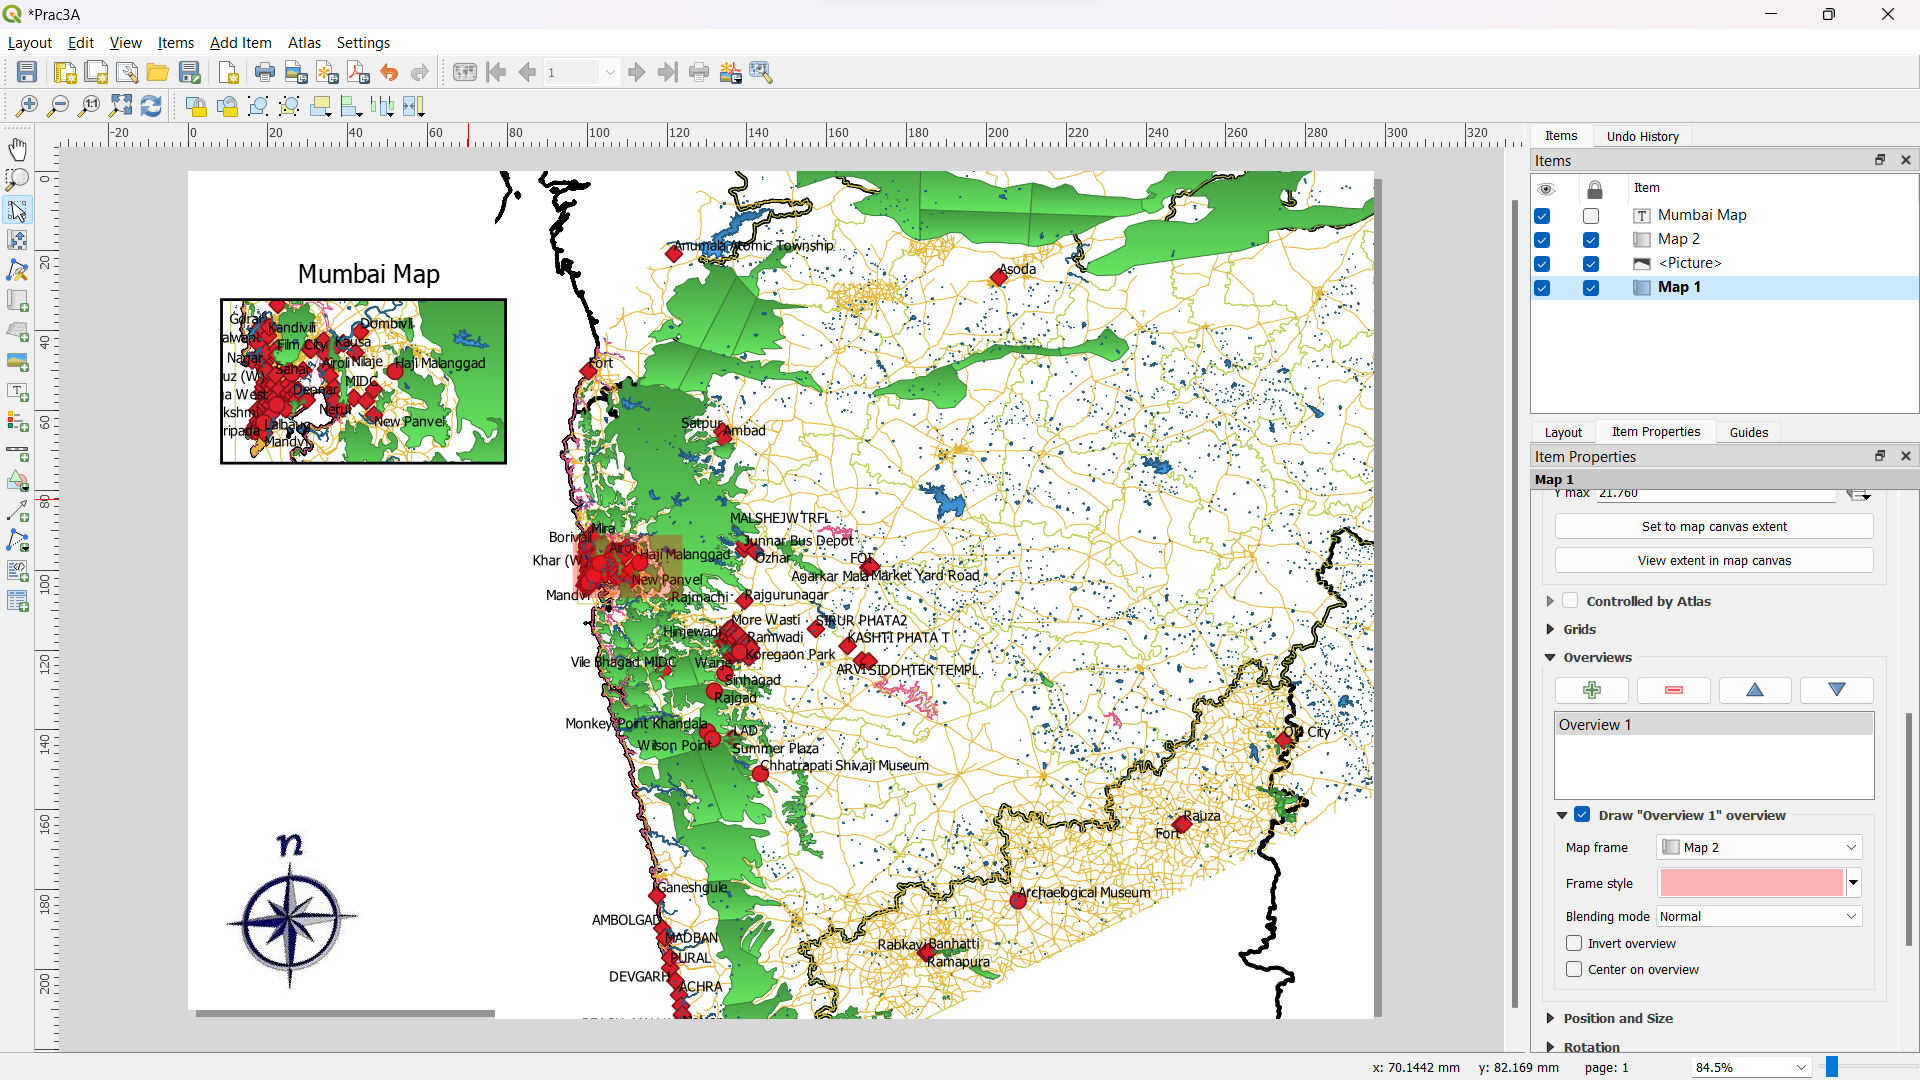 *Prac3A
Layout Edit View Items Add Item Atlas Settings
1
-20 0 20 40 60 80 100 120 140 160 180 200 220 240 260 280 300 320
0 20 40 60 80 100 120 140 160 180 200
Mumbai Map
Kandivili
Dombivli
Film City
Kausa
Nagar
Airoli Nilaje
Haji Malanggad
Sahar
uz (W)
MIDC
Deonar
a West
Nerul
kshmi
New Panvel
Lalbaug
ripada
Mandvi
n
Anumala Atomic Township
Asoda
Fort
Satpur
Ambad
MALSHEJWTRFL
Mira
Borivali
Junnar Bus Depot
Airoli
Haji Malanggad
Ozhar
FOI
Khar (W)
Agarkar Mala
Market Yard Road
New Panvel
Mandvi
Rajmachi
Rajgurunagar
More Wasti
SIRUR PHATA2
Hinjewadi
Ramwadi
KASHTI PHATA T
Koregaon Park
Vile Bhagad MIDC
Warje
ARVI
SIDDHTEK TEMPL
Sinhagad
Rajgad
Monkey Point Khandala
LAD
Wilson Point
Summer Plaza
Chhatrapati Shivaji Museum
Old City
Rauza
Fort
Ganeshgule
Archaelogical Museum
AMBOLGAD
MADBAN
Rabkavi Banhatti
PURAL
Ramapura
DEVGARH
ACHRA
Items Undo History
Items
Item
Mumbai Map
Map 2
<Picture>
Map 1
Layout Item Properties Guides
Item Properties
Map 1
Y max 21.760
Set to map canvas extent
View extent in map canvas
Controlled by Atlas
Grids
Overviews
Overview 1
Draw "Overview 1" overview
Map frame Map 2
Frame style
Blending mode Normal
Invert overview
Center on overview
Position and Size
Rotation
x: 70.1442 mm y: 82.169 mm page: 1 84.5%